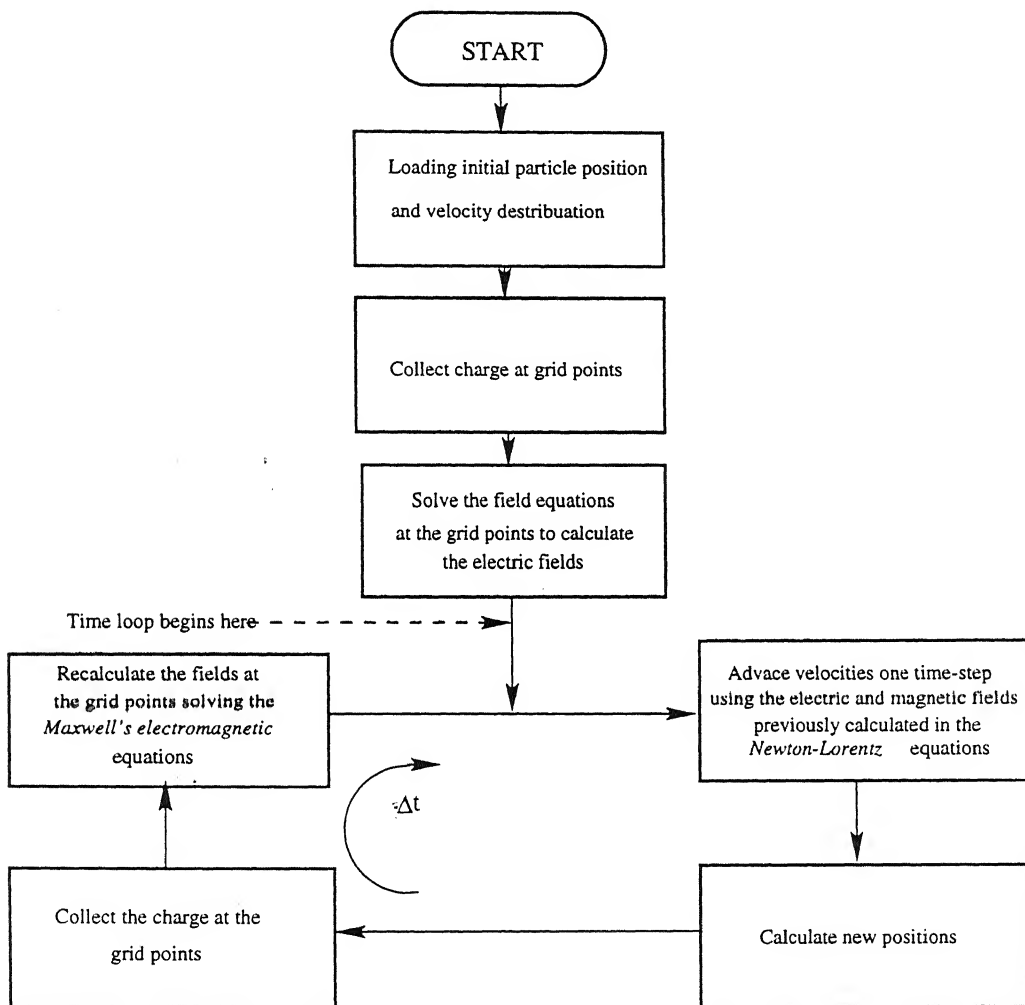 START
Loading initial particle position
and velocity destribuation
Collect charge at grid points
Solve the field equations
at the grid points to calculate
the electric fields
Time loop begins here
Recalculate the fields at
the grid points solving the
Maxwell's electromagnetic
equations
Advace velocities one time-step
using the electric and magnetic fields
previously calculated in the
Newton-Lorentz equations
Δt
Collect the charge at the
grid points
Calculate new positions